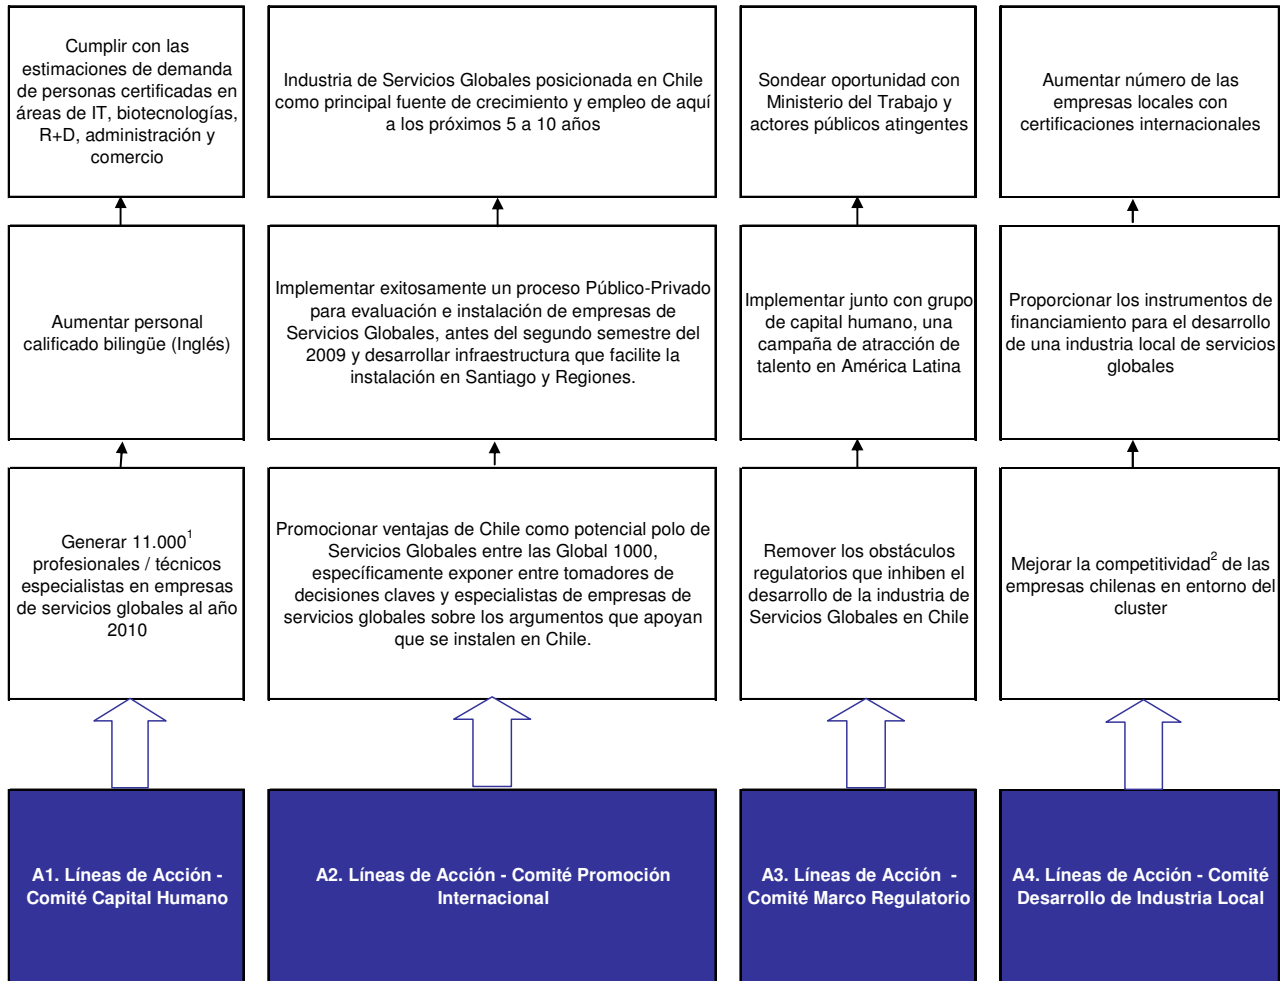 Cumplir con las
estimaciones de demanda
de personas certificadas en
áreas de IT, biotecnologías,
R+D, administración y
comercio
Industria de Servicios Globales posicionada en Chile
como principal fuente de crecimiento y empleo de aquí
a los próximos 5 a 10 años
Sondear oportunidad con
Ministerio del Trabajo y
actores públicos atingentes
Aumentar número de las
empresas locales con
certificaciones internacionales
Aumentar personal
calificado bilingüe (Inglés)
Implementar exitosamente un proceso Público-Privado
para evaluación e instalación de empresas de
Servicios Globales, antes del segundo semestre del
2009 y desarrollar infraestructura que facilite la
instalación en Santiago y Regiones.
Implementar junto con grupo
de capital humano, una
campaña de atracción de
talento en América Latina
Proporcionar los instrumentos de
financiamiento para el desarrollo
de una industria local de servicios
globales
Generar 11.000¹
profesionales / técnicos
especialistas en empresas
de servicios globales al año
2010
Promocionar ventajas de Chile como potencial polo de
Servicios Globales entre las Global 1000,
específicamente exponer entre tomadores de
decisiones claves y especialistas de empresas de
servicios globales sobre los argumentos que apoyan
que se instalen en Chile.
Remover los obstáculos
regulatorios que inhiben el
desarrollo de la industria de
Servicios Globales en Chile
Mejorar la competitividad² de las
empresas chilenas en entorno del
cluster
A1. Líneas de Acción -
Comité Capital Humano
A2. Líneas de Acción - Comité Promoción
Internacional
A3. Líneas de Acción -
Comité Marco Regulatorio
A4. Líneas de Acción - Comité
Desarrollo de Industria Local